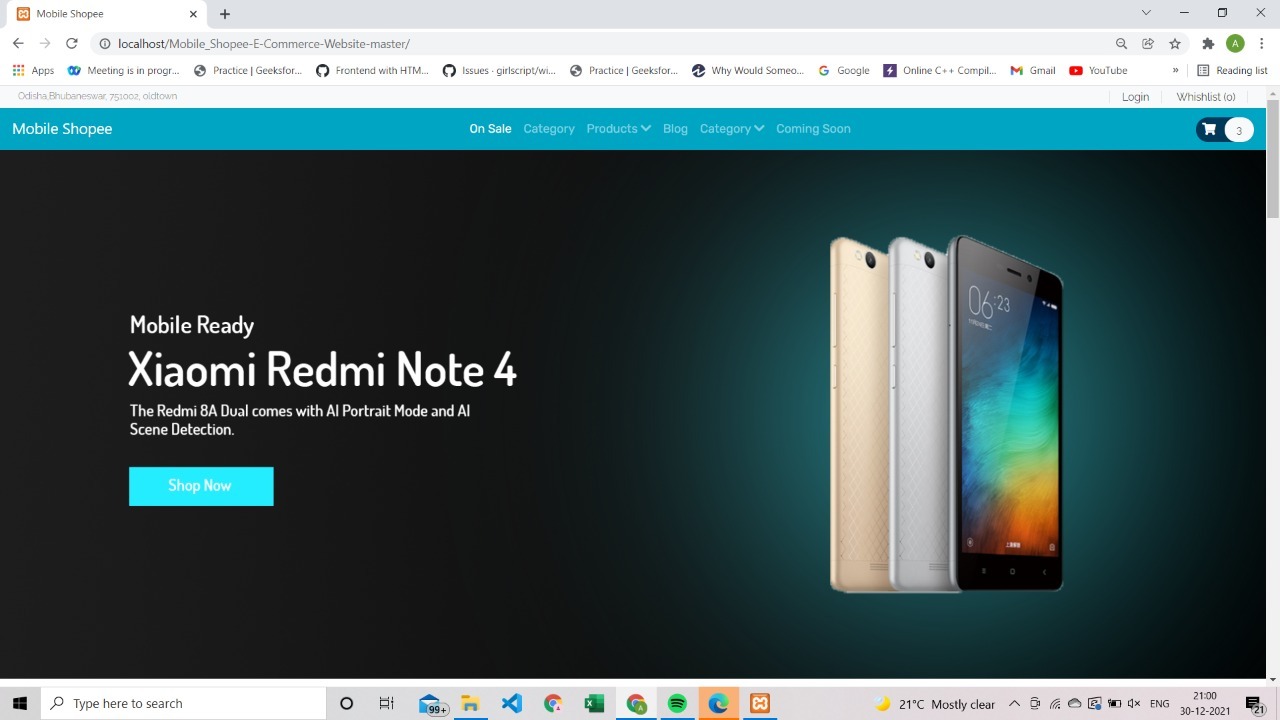 Mobile Shopee
localhost/Mobile_Shopee-E-Commerce-Website-master/
Apps Meeting is in progr... Practice | Geeksfor... Frontend with HTM... Issues · girlscript/wi... Practice | Geeksfor... Why Would Someo... Google Online C++ Compil... Gmail YouTube » Reading list
Odisha,Bhubaneswar, 751002, oldtown Login Whishlist (0)
Mobile Shopee On Sale Category Products Blog Category Coming Soon 3
06:23
Mobile Ready
Xiaomi Redmi Note 4
The Redmi 8A Dual comes with AI Portrait Mode and AI
Scene Detection.
Shop Now
Type here to search 99+ 21°C Mostly clear ENG 21:00
30-12-2021 21